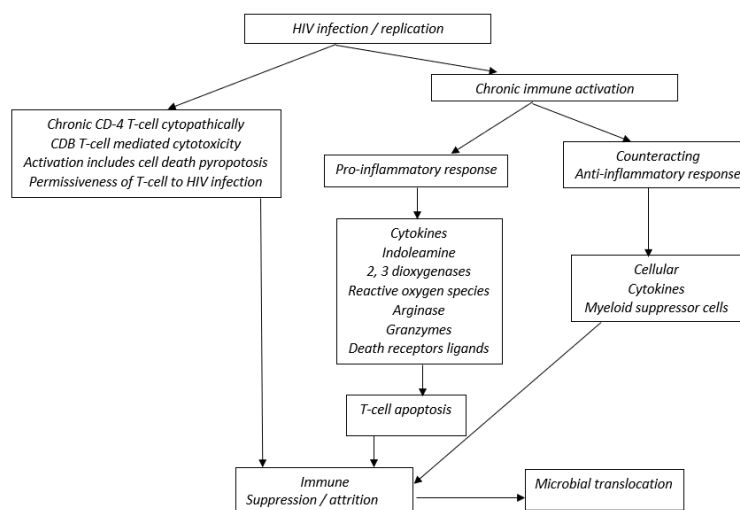 HIV infection / replication
Chronic immune activation
Chronic CD-4 T-cell cytopathically
CDB T-cell mediated cytotoxicity
Activation includes cell death pyropotosis
Permissiveness of T-cell to HIV infection
Pro-inflammatory response
Counteracting
Anti-inflammatory response
Cytokines
Indoleamine
2, 3 dioxygenases
Reactive oxygen species
Arginase
Granzymes
Death receptors ligands
Cellular
Cytokines
Myeloid suppressor cells
T-cell apoptosis
Immune
Suppression / attrition
Microbial translocation